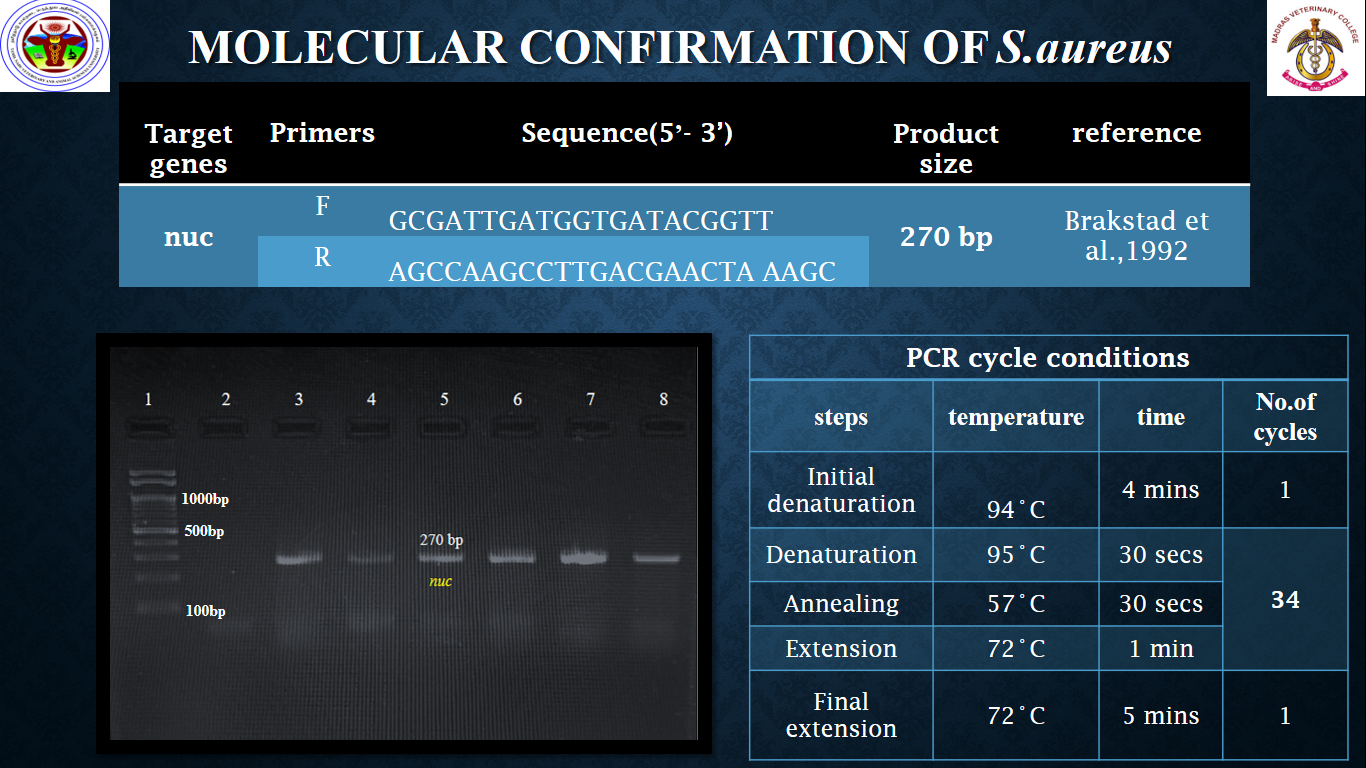 MOLECULAR CONFIRMATION OF S.aureus
MADRAS VETERINARY COLLEGE
Target genes Primers Sequence(5’- 3’) Product size reference
nuc F GCGATTGATGGTGATACGGTT 270 bp Brakstad et al.,1992
R AGCCAAGCCTTGACGAACTA AAGC
1 2 3 4 5 6 7 8
1000bp
500bp
270 bp
nuc
100bp
PCR cycle conditions
steps temperature time No.of cycles
Initial denaturation 94˚C 4 mins 1
Denaturation 95˚C 30 secs 34
Annealing 57˚C 30 secs
Extension 72˚C 1 min
Final extension 72˚C 5 mins 1